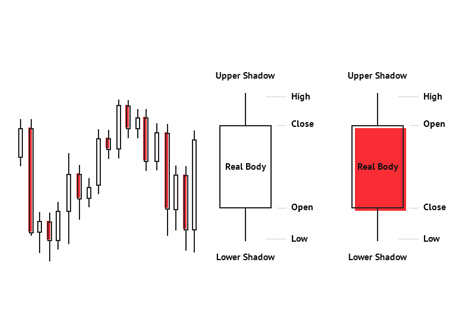 Upper Shadow
High
Close
Real Body
Open
Low
Lower Shadow
Upper Shadow
High
Open
Real Body
Close
Low
Lower Shadow